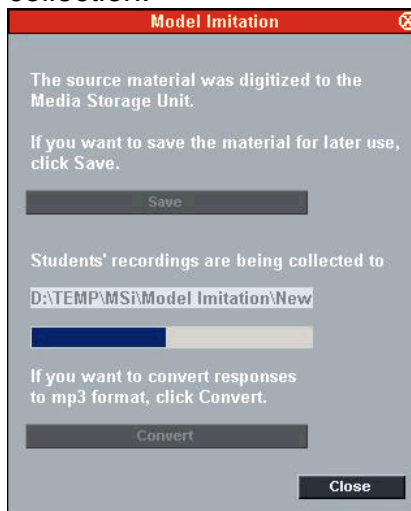 collection.
Model Imitation
The source material was digitized to the
Media Storage Unit.
If you want to save the material for later use,
click Save.
Save
Students' recordings are being collected to
D:\TEMP\MSi\Model Imitation\New
If you want to convert responses
to mp3 format, click Convert.
Convert
Close